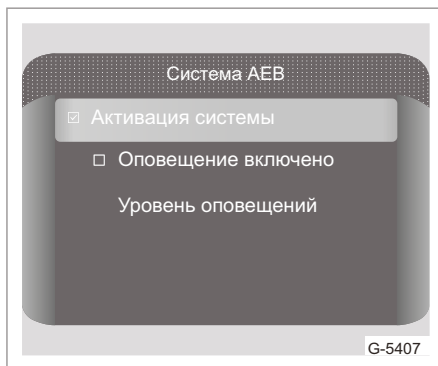 Система AEB
Активация системы
Оповещение включено
Уровень оповещений
G-5407